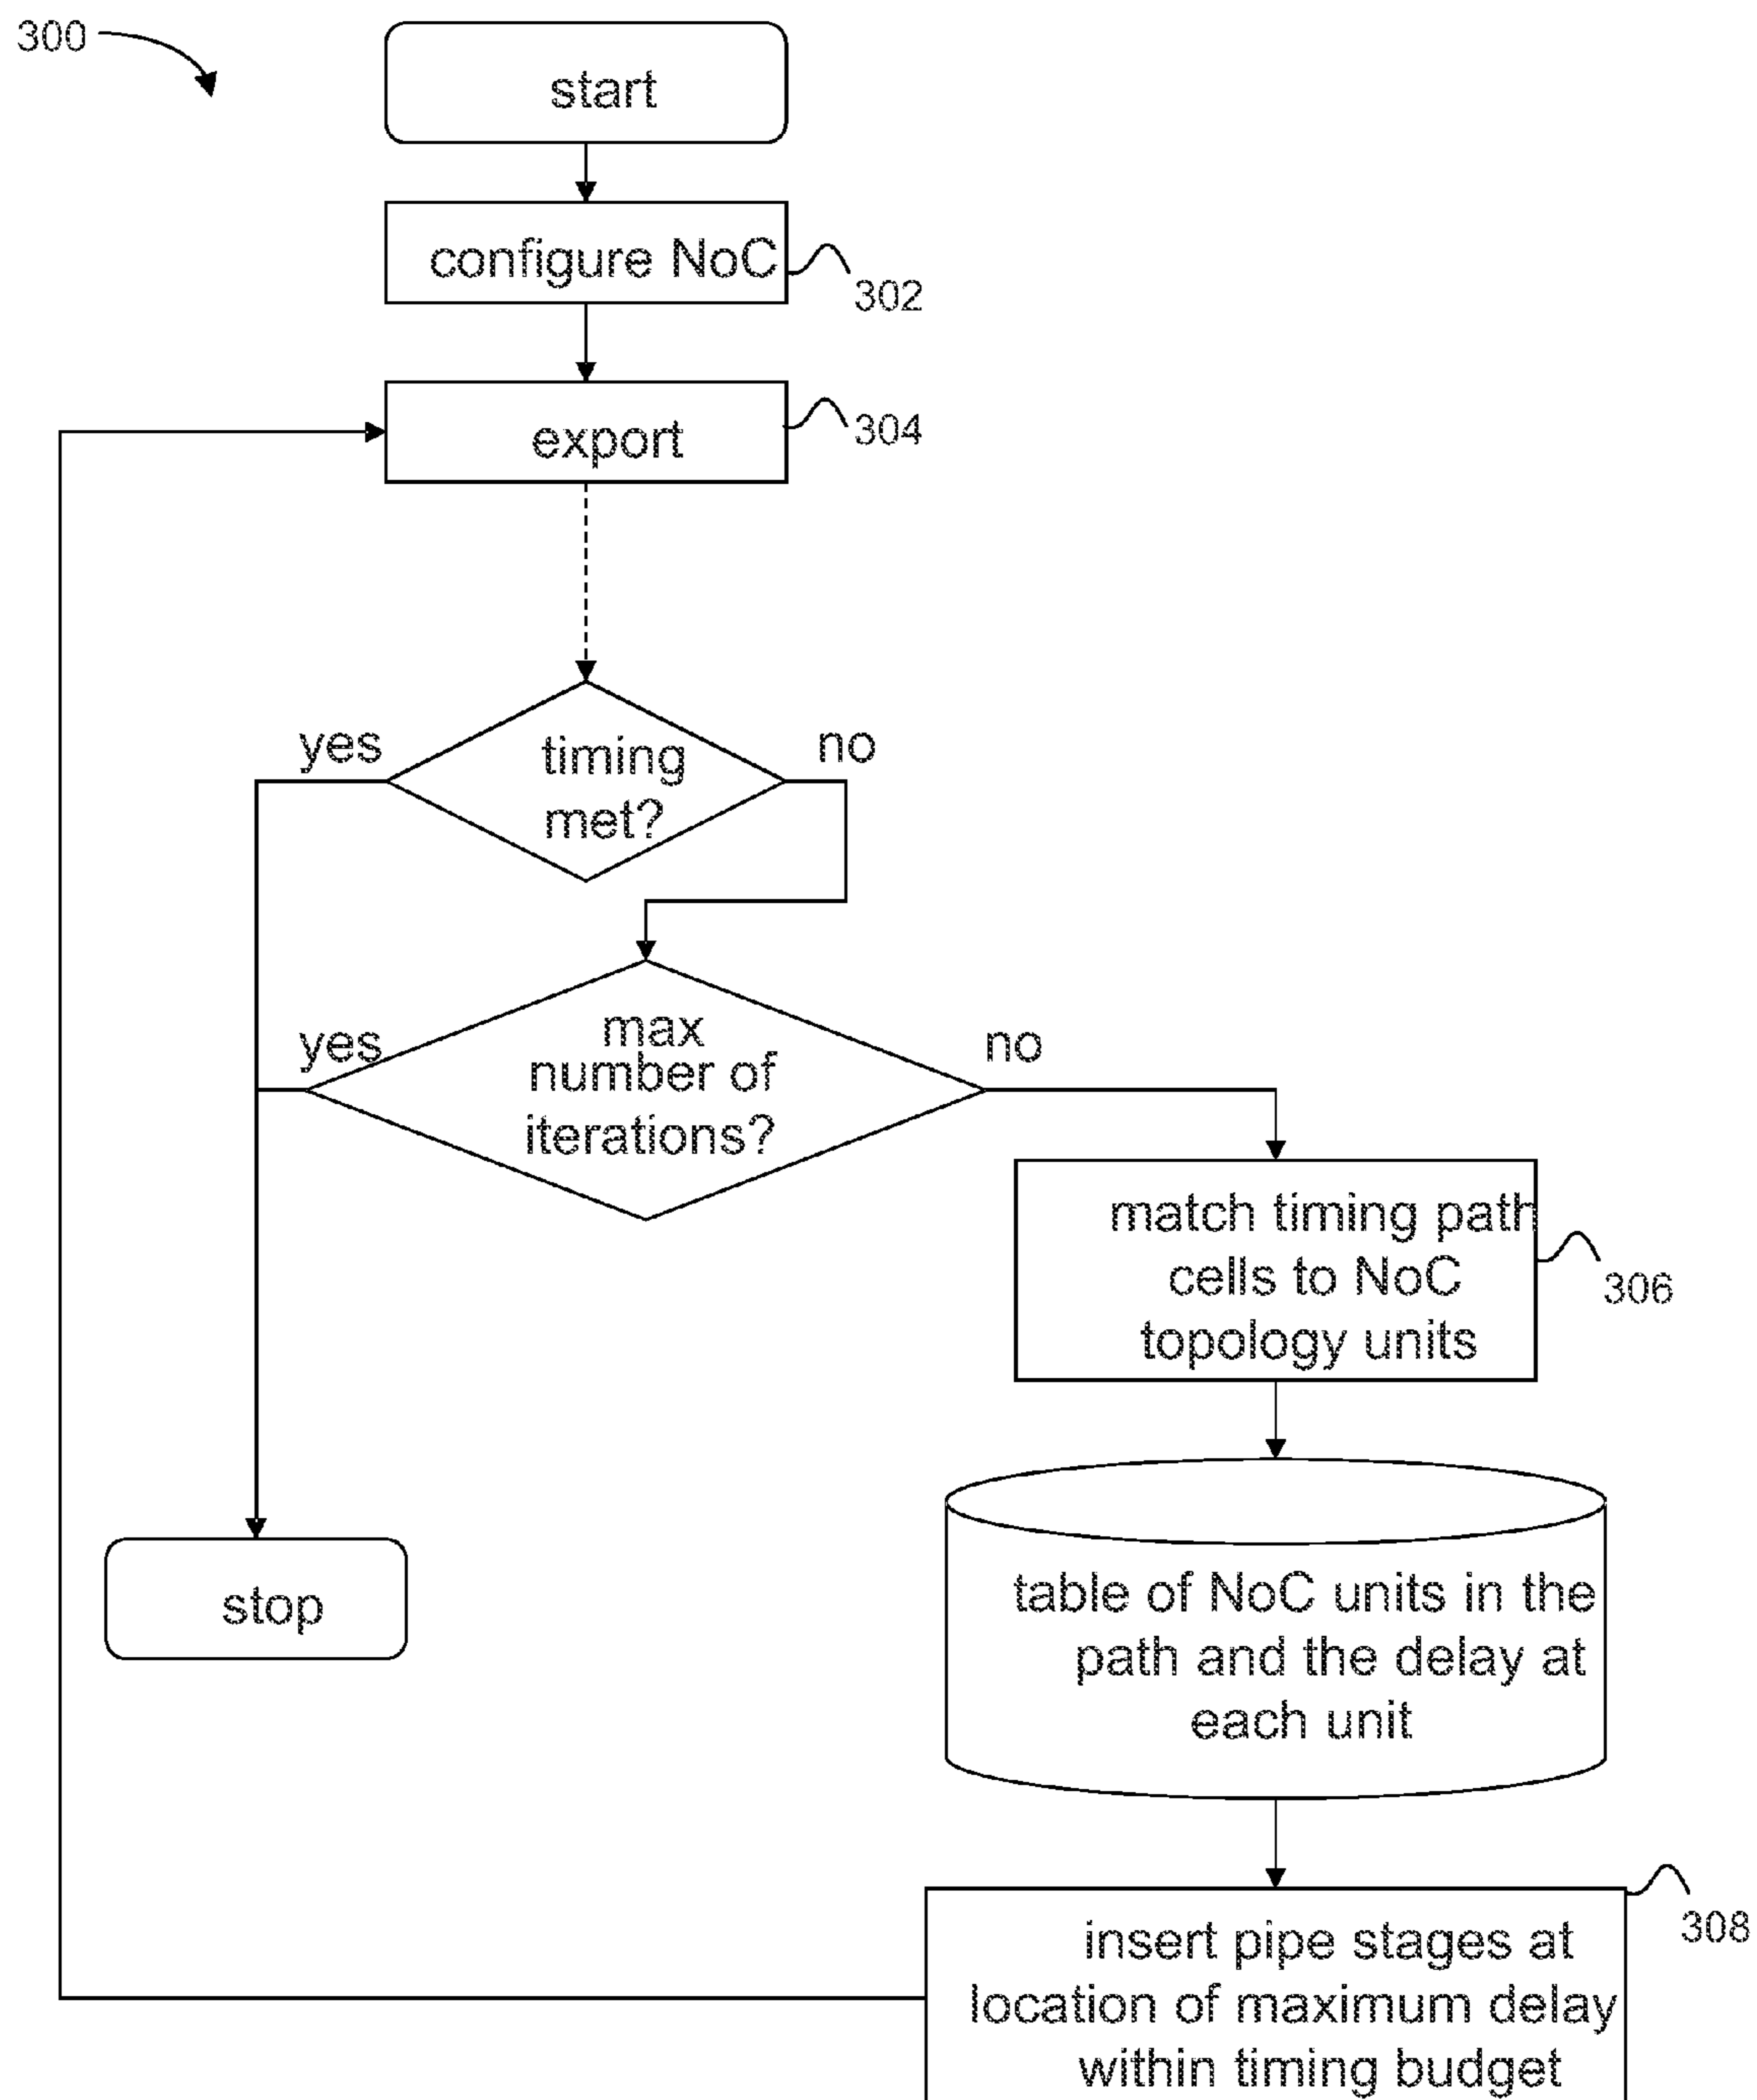 300
start
configure NoC
302
export
304
yes
no
timing
met?
yes
no
max
number of
iterations?
match timing path
cells to NoC
topology units
306
table of NoC units in the
path and the delay at
each unit
stop
308
insert pipe stages at
location of maximum delay
within timing budget